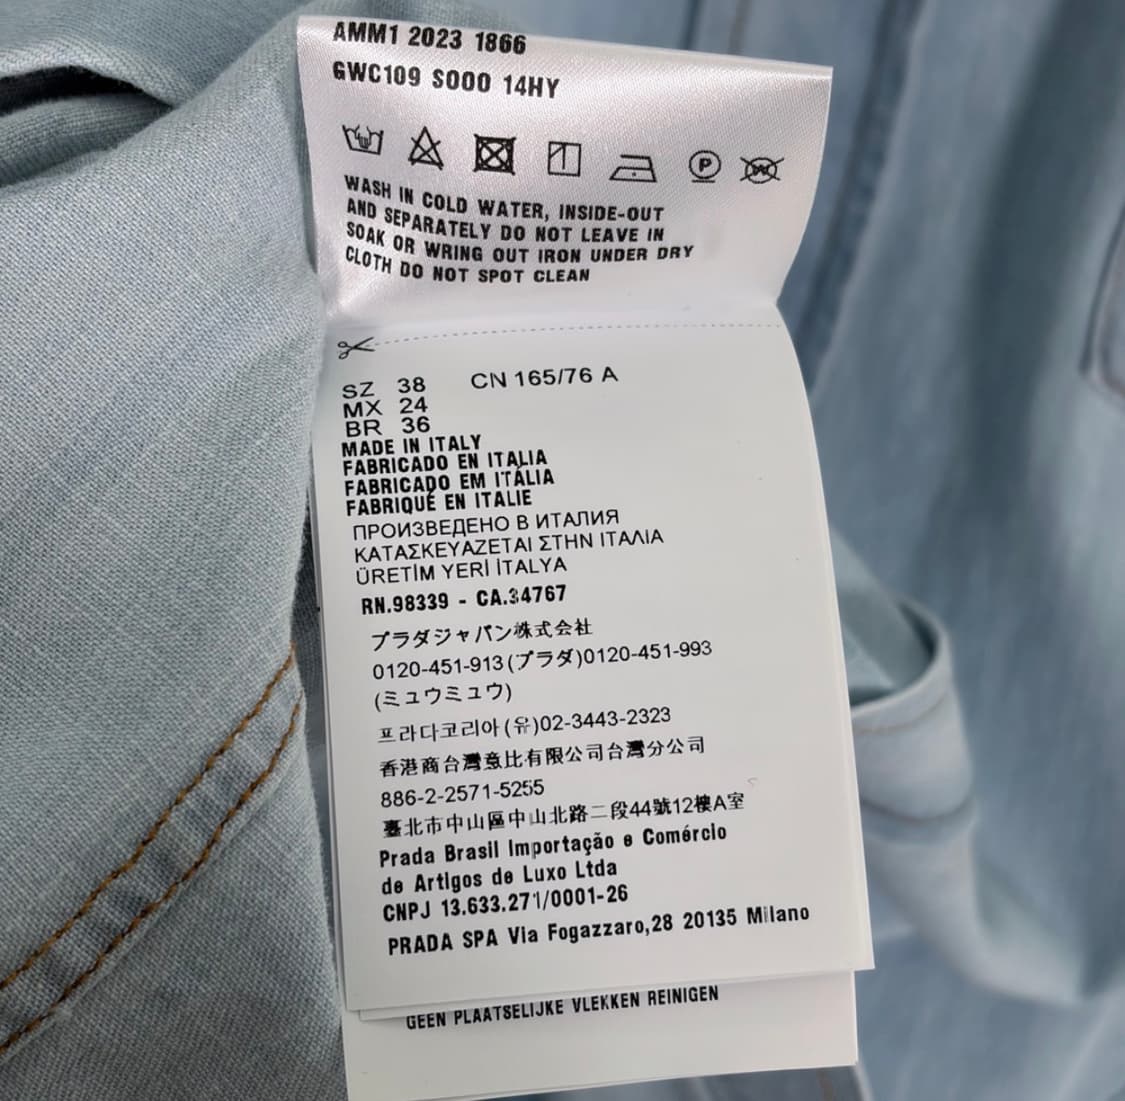 AMM1 2023 1866
GWC109 S000 14HY
P W
WASH IN COLD WATER, INSIDE-OUT
AND SEPARATELY DO NOT LEAVE IN
SOAK OR WRING OUT IRON UNDER DRY
CLOTH DO NOT SPOT CLEAN
SZ 38 CN 165/76 A
MX 24
BR 36
MADE IN ITALY
FABRICADO EN ITALIA
FABRICADO EM ITÁLIA
FABRIQUÉ EN ITALIE
ПРОИЗВЕДЕНО В ИТАЛИЯ
ΚΑΤΑΣΚΕΥΑΖΕΤΑΙ ΣΤΗΝ ΙΤΑΛΙΑ
ÜRETİM YERİ İTALYA
RN.98339 - CA.34767
プラダジャパン株式会社
0120-451-913(プラダ)0120-451-993
(ミュウミュウ)
프라다코리아(유)02-3443-2323
香港商台灣意比有限公司台灣分公司
886-2-2571-5255
臺北市中山區中山北路二段44號12樓A室
Prada Brasil Importação e Comércio
de Artigos de Luxo Ltda
CNPJ 13.633.271/0001-26
PRADA SPA Via Fogazzaro,28 20135 Milano
GEEN PLAATSELIJKE VLEKKEN REINIGEN